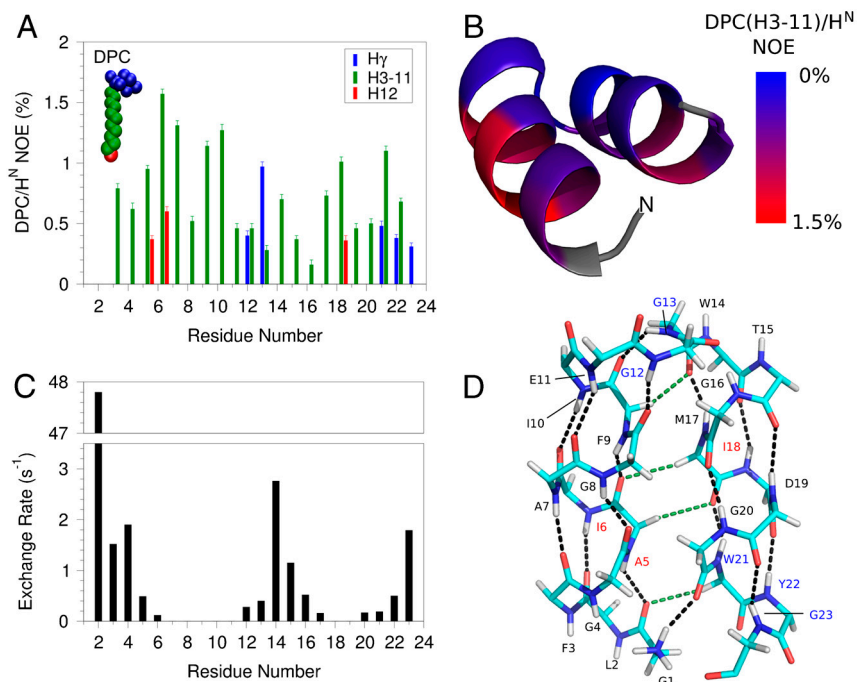 A
DPC
Hγ
H3-11
H12
DPC/H^N NOE (%)
2
1.5
1
0.5
0
2 4 6 8 10 12 14 16 18 20 22 24
Residue Number
B
DPC(H3-11)/H^N
NOE
0%
1.5%
N
C
Exchange Rate (s⁻¹)
48
47
3
2
1
0
2 4 6 8 10 12 14 16 18 20 22 24
Residue Number
D
G13
W14
T15
E11
G12
G16
I10
M17
F9
I18
G8
D19
A7
G20
I6
A5
W21
Y22
G4
G23
F3
L2
G1